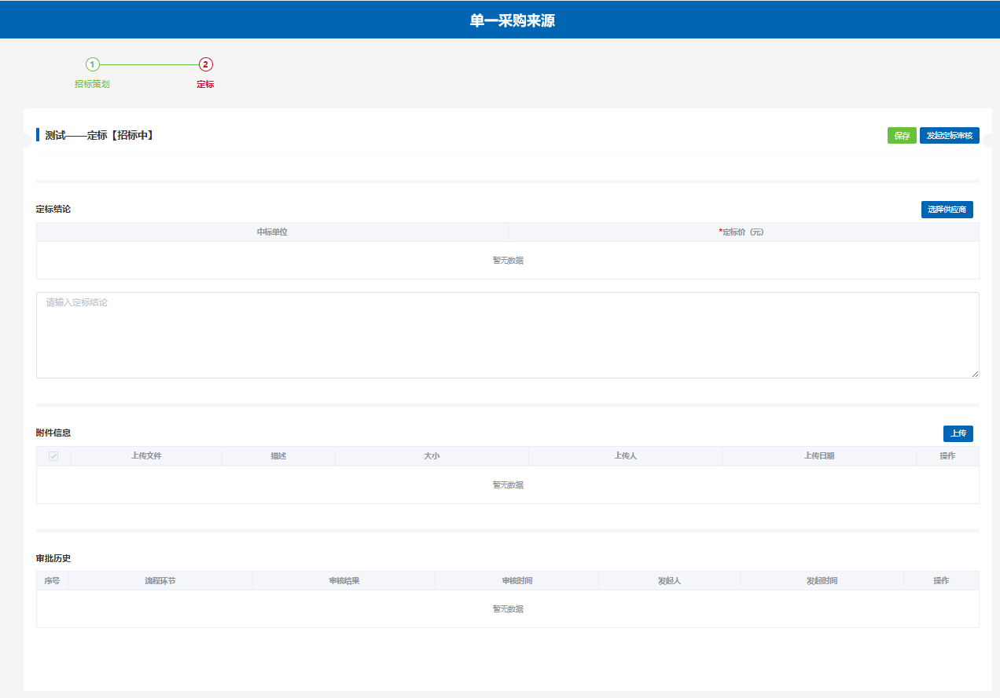 单一采购来源
1 2
招标策划 定标
测试——定标【招标中】 保存 发起定标审核
定标结论 选择供应商
中标单位 *定标价（元）
暂无数据
请输入定标结论
附件信息 上传
上传文件 描述 大小 上传人 上传日期 操作
暂无数据
审批历史
序号 流程环节 审核结果 审核时间 发起人 发起时间 操作
暂无数据